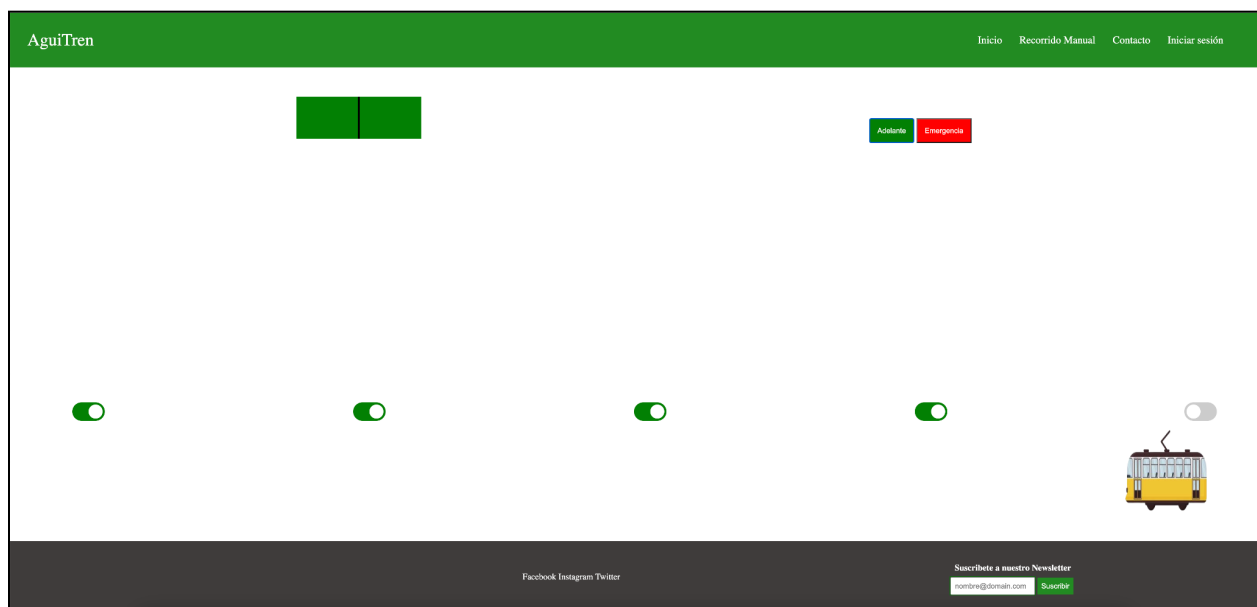 AguiTren
Inicio Recorrido Manual Contacto Iniciar sesión
Adelante Emergencia
Facebook Instagram Twitter
Suscribete a nuestro Newsletter
nombre@domain.com Suscribir